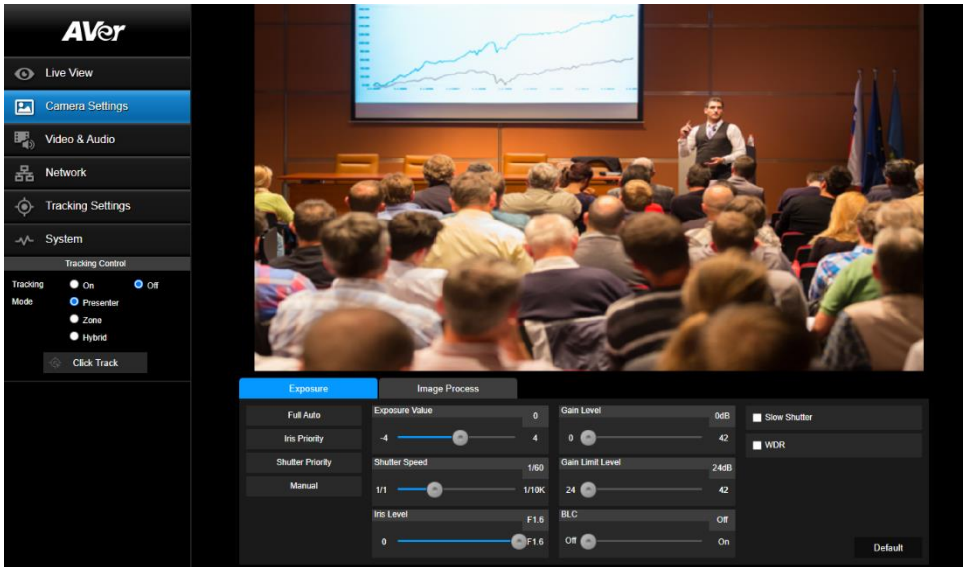 AVer
Live View
Camera Settings
Video & Audio
Network
Tracking Settings
System
Tracking Control
Tracking On Off
Mode Presenter
Zone
Hybrid
Click Track
Exposure Image Process
Full Auto
Iris Priority
Shutter Priority
Manual
Exposure Value 0
-4 4
Shutter Speed 1/60
1/1 1/10K
Iris Level F1.6
0 F1.6
Gain Level 0dB
0 42
Gain Limit Level 24dB
24 42
BLC Off
Off On
Slow Shutter
WDR
Default